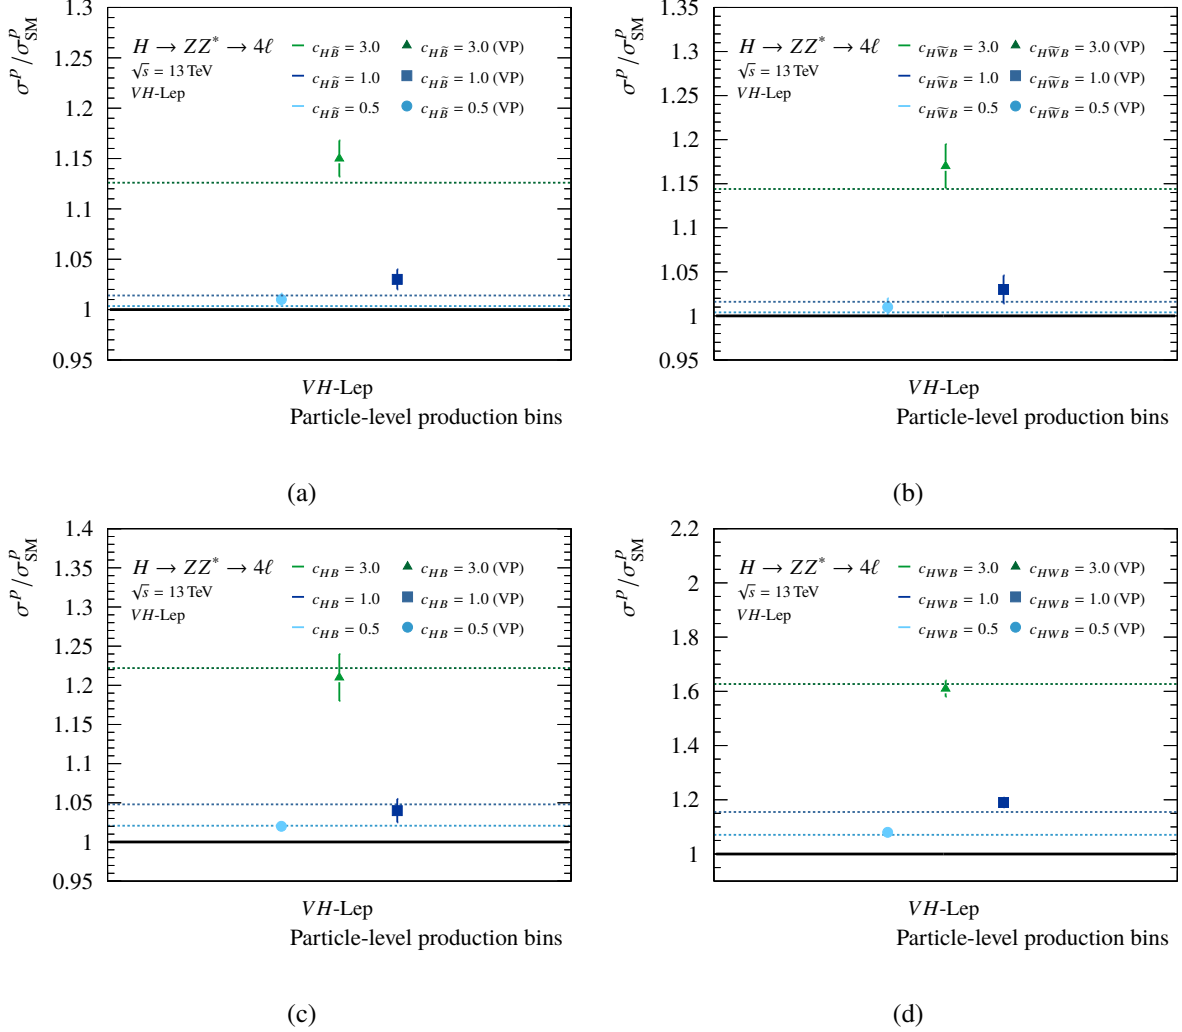 σ^p/σ^p_SM
1.3
1.25
1.2
1.15
1.1
1.05
1
0.95
H → ZZ* → 4ℓ
√s = 13 TeV
VH-Lep
c_{HB̃} = 3.0
c_{HB̃} = 1.0
c_{HB̃} = 0.5
c_{HB̃} = 3.0 (VP)
c_{HB̃} = 1.0 (VP)
c_{HB̃} = 0.5 (VP)
VH-Lep
Particle-level production bins
(a)
σ^p/σ^p_SM
1.35
1.3
1.25
1.2
1.15
1.1
1.05
1
0.95
H → ZZ* → 4ℓ
√s = 13 TeV
VH-Lep
c_{HW̃B} = 3.0
c_{HW̃B} = 1.0
c_{HW̃B} = 0.5
c_{HW̃B} = 3.0 (VP)
c_{HW̃B} = 1.0 (VP)
c_{HW̃B} = 0.5 (VP)
VH-Lep
Particle-level production bins
(b)
σ^p/σ^p_SM
1.4
1.35
1.3
1.25
1.2
1.15
1.1
1.05
1
0.95
H → ZZ* → 4ℓ
√s = 13 TeV
VH-Lep
c_{HB} = 3.0
c_{HB} = 1.0
c_{HB} = 0.5
c_{HB} = 3.0 (VP)
c_{HB} = 1.0 (VP)
c_{HB} = 0.5 (VP)
VH-Lep
Particle-level production bins
(c)
σ^p/σ^p_SM
2.2
2
1.8
1.6
1.4
1.2
1
H → ZZ* → 4ℓ
√s = 13 TeV
VH-Lep
c_{HWB} = 3.0
c_{HWB} = 1.0
c_{HWB} = 0.5
c_{HWB} = 3.0 (VP)
c_{HWB} = 1.0 (VP)
c_{HWB} = 0.5 (VP)
VH-Lep
Particle-level production bins
(d)